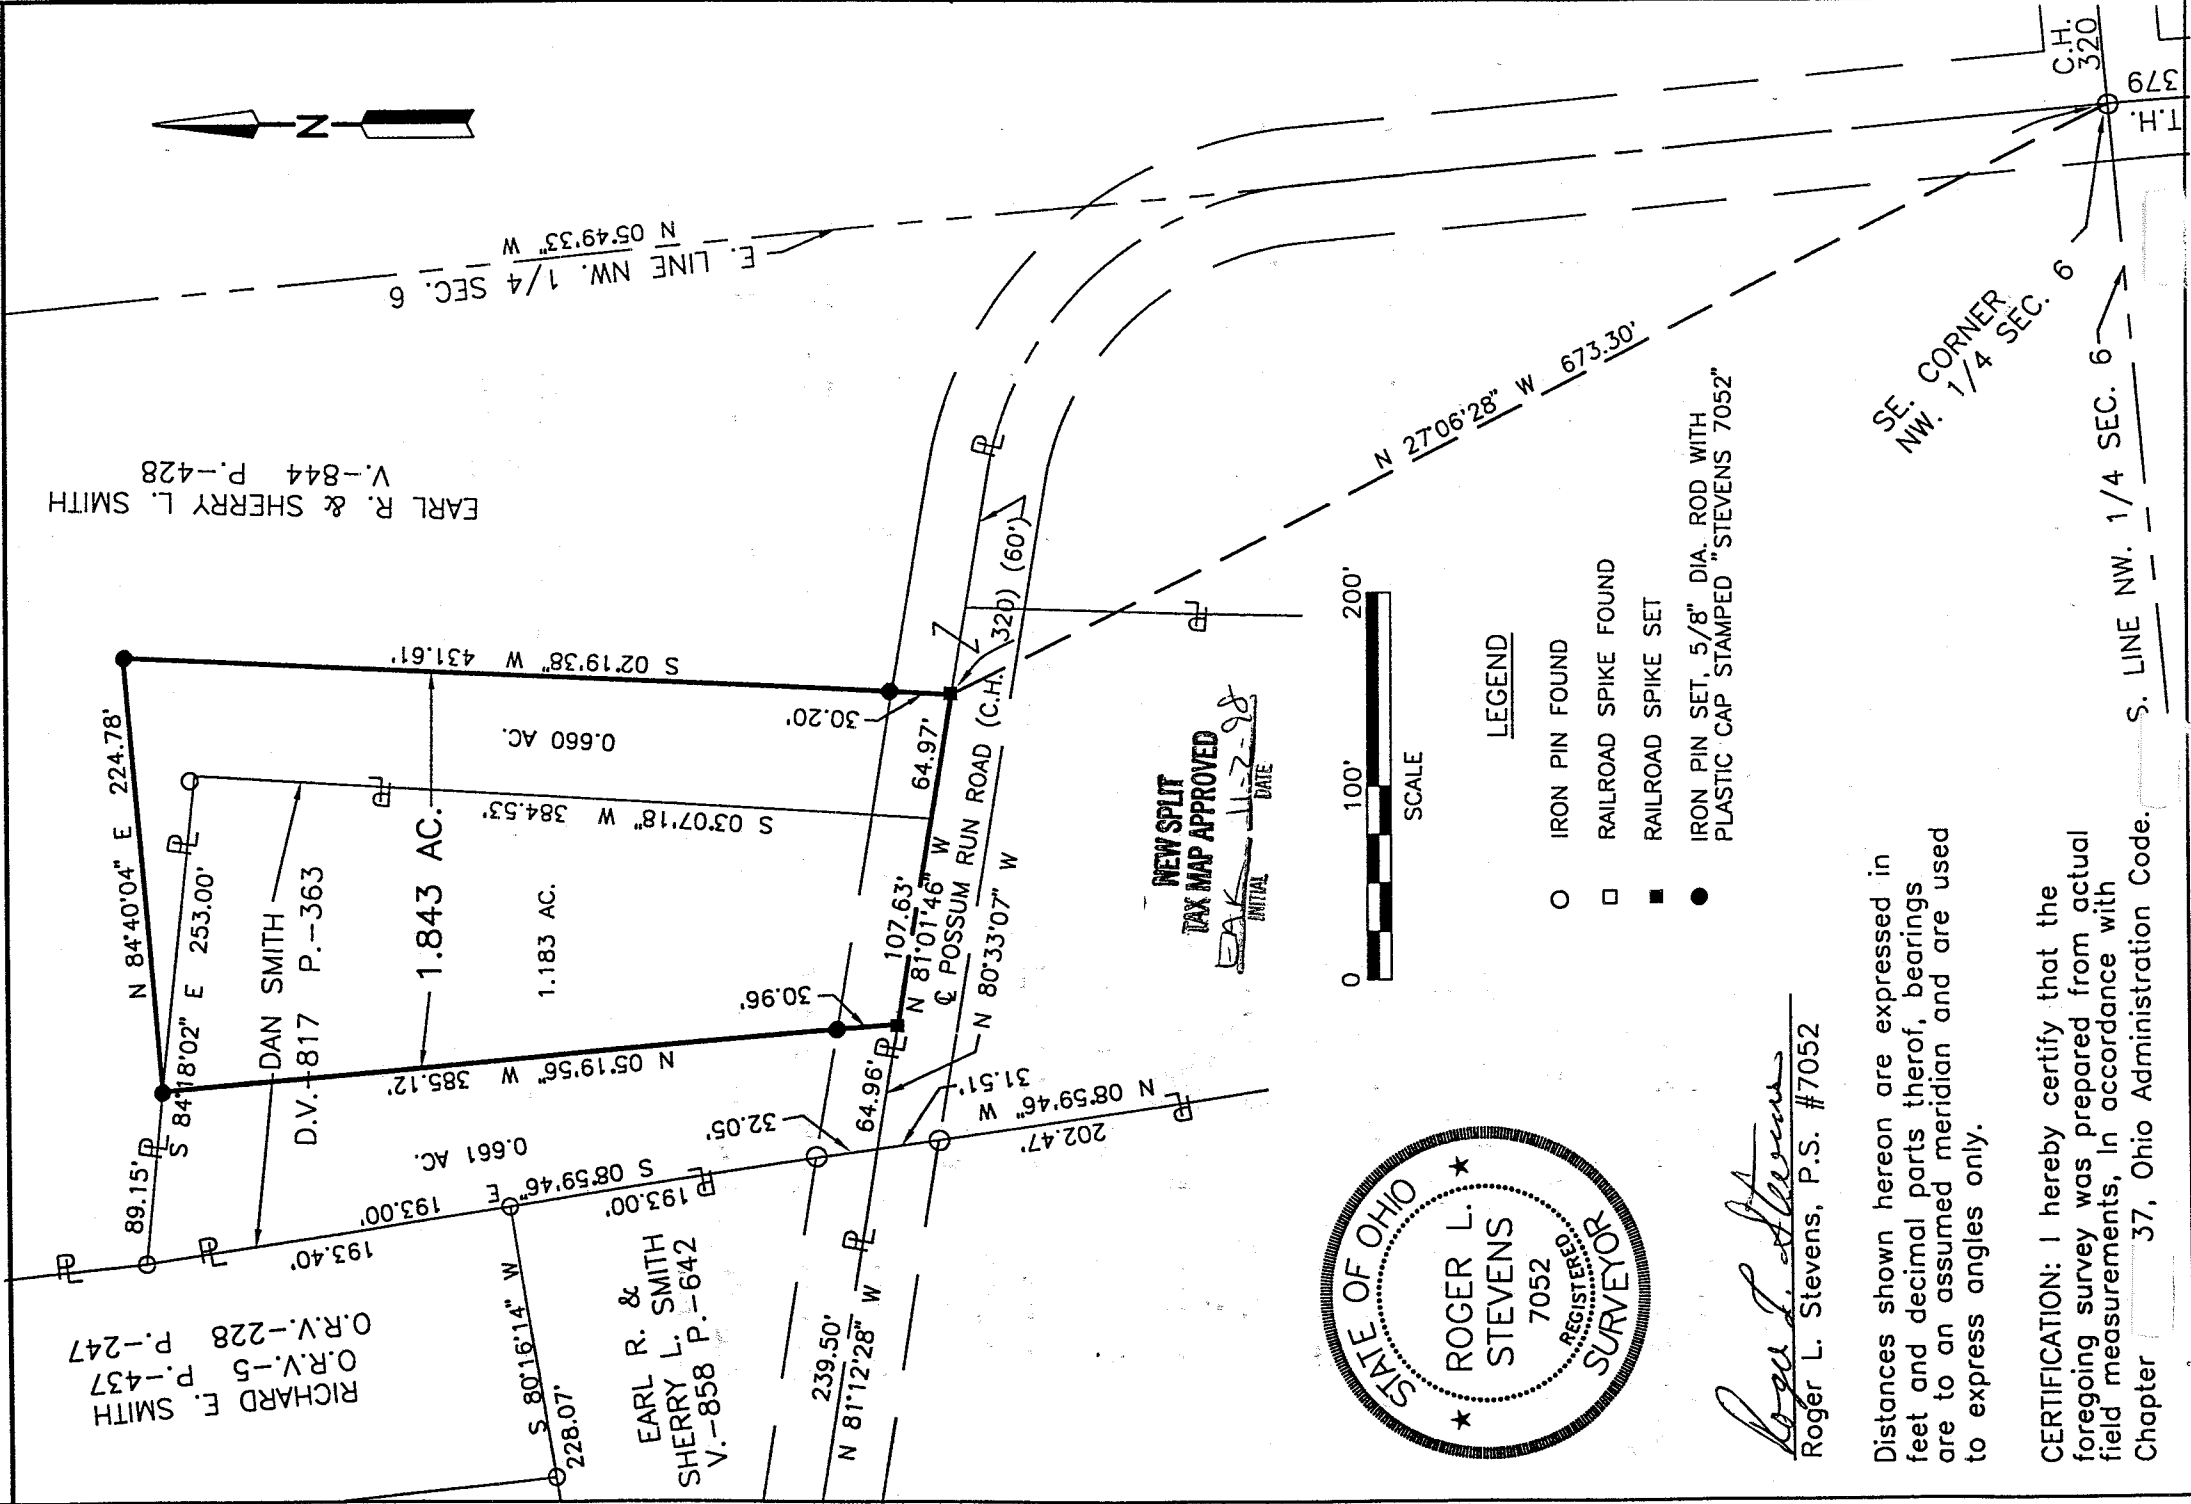 N
E. LINE NW. 1/4 SEC. 6
N 05°49'33" W
EARL R. & SHERRY L. SMITH
V.-844 P.-428
RICHARD E. SMITH
O.R.V.-5 P.-437
O.R.V.-228 P.-247
N 84°40'04" E 224.78'
S 84°18'02" E 253.00'
89.15'
DAN SMITH
D.V.-817 P.-363
1.843 AC.
1.183 AC.
0.660 AC.
0.661 AC.
S 02°19'38" W 431.61'
S 03°07'18" W 384.53'
N 05°19'56" W 385.12'
30.20'
30.96'
64.97'
107.63'
N 81°01'46" W
℄ POSSUM RUN ROAD (C.H. 320) (60')
N 80°33'07" W
64.96'
32.05'
31.51'
N 08°59'46" W
202.47'
S 08°59'46" E
193.00'
193.00'
193.40'
S 80°16'14" W
228.07'
EARL R. &
SHERRY L. SMITH
V.-858 P.-642
239.50'
N 81°12'28" W
N 27°06'28" W 673.30'
SE. CORNER
NW. 1/4 SEC. 6
S. LINE NW. 1/4 SEC. 6
C.H.
320
T.H.
379
NEW SPLIT
TAX MAP APPROVED
DAK 11-2-98
INITIAL DATE
0 100' 200'
SCALE
LEGEND
IRON PIN FOUND
RAILROAD SPIKE FOUND
RAILROAD SPIKE SET
IRON PIN SET, 5/8" DIA. ROD WITH
PLASTIC CAP STAMPED "STEVENS 7052"
STATE OF OHIO
ROGER L.
STEVENS
7052
REGISTERED
SURVEYOR
Roger L. Stevens
Roger L. Stevens, P.S. #7052
Distances shown hereon are expressed in
feet and decimal parts therof, bearings
are to an assumed meridian and are used
to express angles only.
CERTIFICATION: I hereby certify that the
foregoing survey was prepared from actual
field measurements, In accordance with
Chapter 37, Ohio Administration Code.